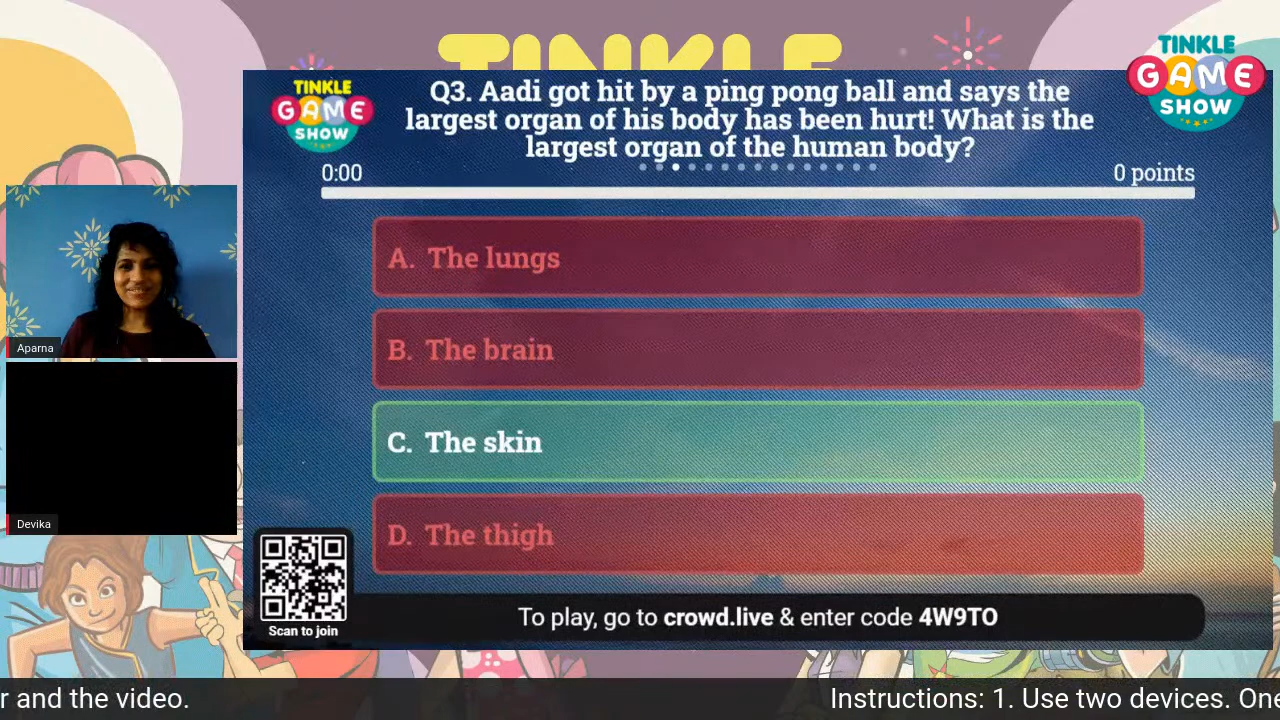 TINKLE
TINKLE
GAME
SHOW
TINKLE
GAME
SHOW
Q3. Aadi got hit by a ping pong ball and says the
largest organ of his body has been hurt! What is the
largest organ of the human body?
0:00
0 points
A. The lungs
B. The brain
C. The skin
D. The thigh
Aparna
Devika
Scan to join
To play, go to crowd.live & enter code 4W9TO
r and the video.
Instructions: 1. Use two devices. One